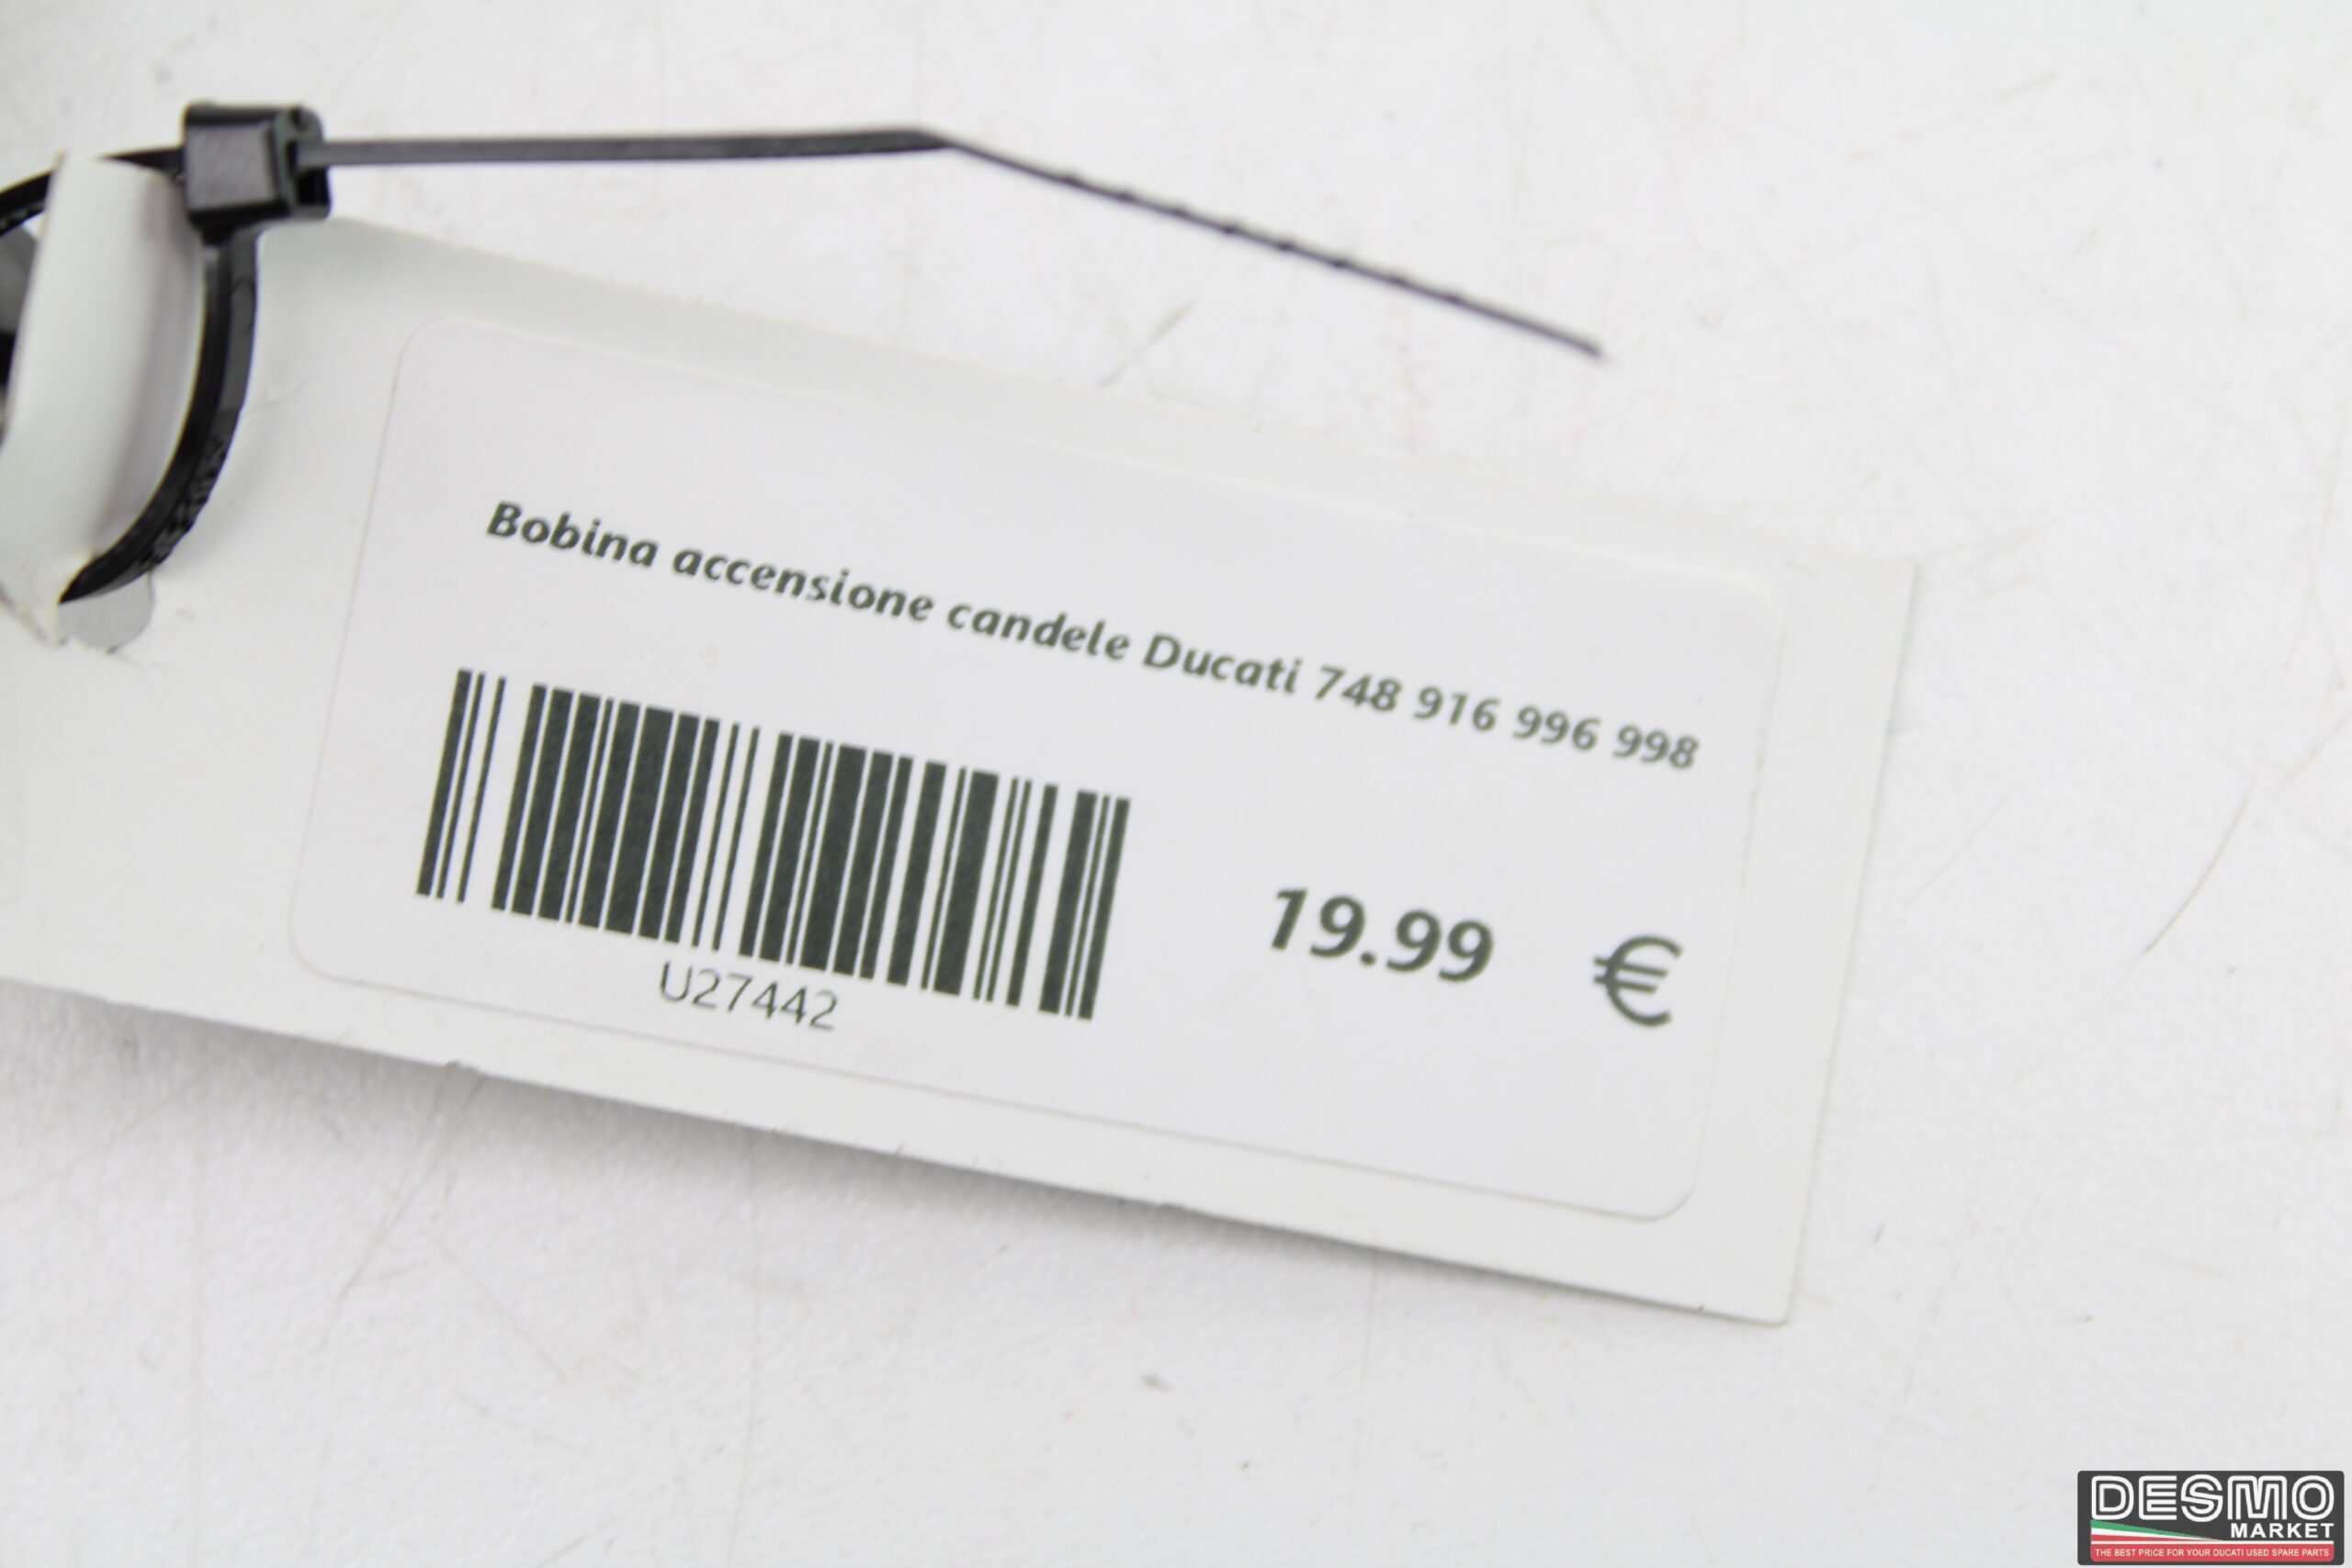 Bobina accensione candele Ducati 748 916 996 998
19.99 €
U27442
DESMO
MARKET
THE BEST PRICE FOR YOUR DUCATI USED SPARE PARTS